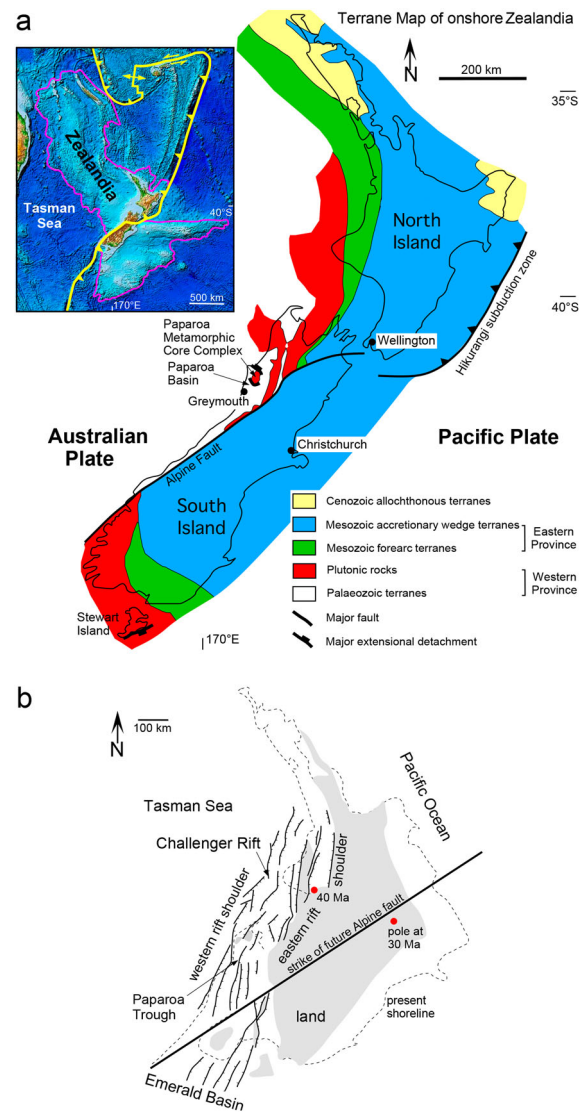 a
Terrane Map of onshore Zealandia
N
200 km
35°S
Zealandia
Tasman
Sea
40°S
170°E
500 km
North
Island
40°S
Hikurangi subduction zone
Paparoa
Metamorphic
Core Complex
Paparoa
Basin
Greymouth
Wellington
Australian
Plate
Pacific Plate
Alpine Fault
Christchurch
South
Island
Stewart
Island
170°E
Cenozoic allochthonous terranes
Mesozoic accretionary wedge terranes
Mesozoic forearc terranes
Eastern
Province
Plutonic rocks
Palaeozoic terranes
Western
Province
Major fault
Major extensional detachment
b
100 km
N
Tasman Sea
Pacific Ocean
Challenger Rift
western rift shoulder
eastern rift
shoulder
40 Ma
strike of future Alpine fault
pole at
30 Ma
Paparoa
Trough
land
present
shoreline
Emerald Basin